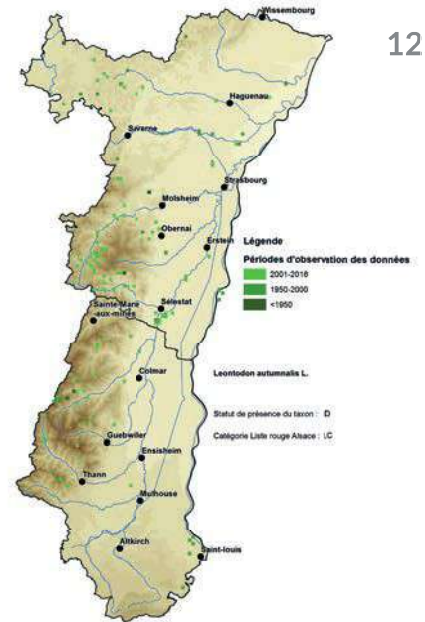 Wissembourg
12
Haguenau
Saverne
Strasbourg
Molsheim
Obernai
Erstein
Légende
Périodes d'observation des données
2001-2016
1950-2000
<1950
Sélestat
Sainte-Marie
-aux-mines
Leontodon autumnalis L.
Colmar
Statut de présence du taxon : D
Catégorie Liste rouge Alsace : LC
Guebwiler
Ensisheim
Thann
Mulhouse
Altkirch
Saint-louis